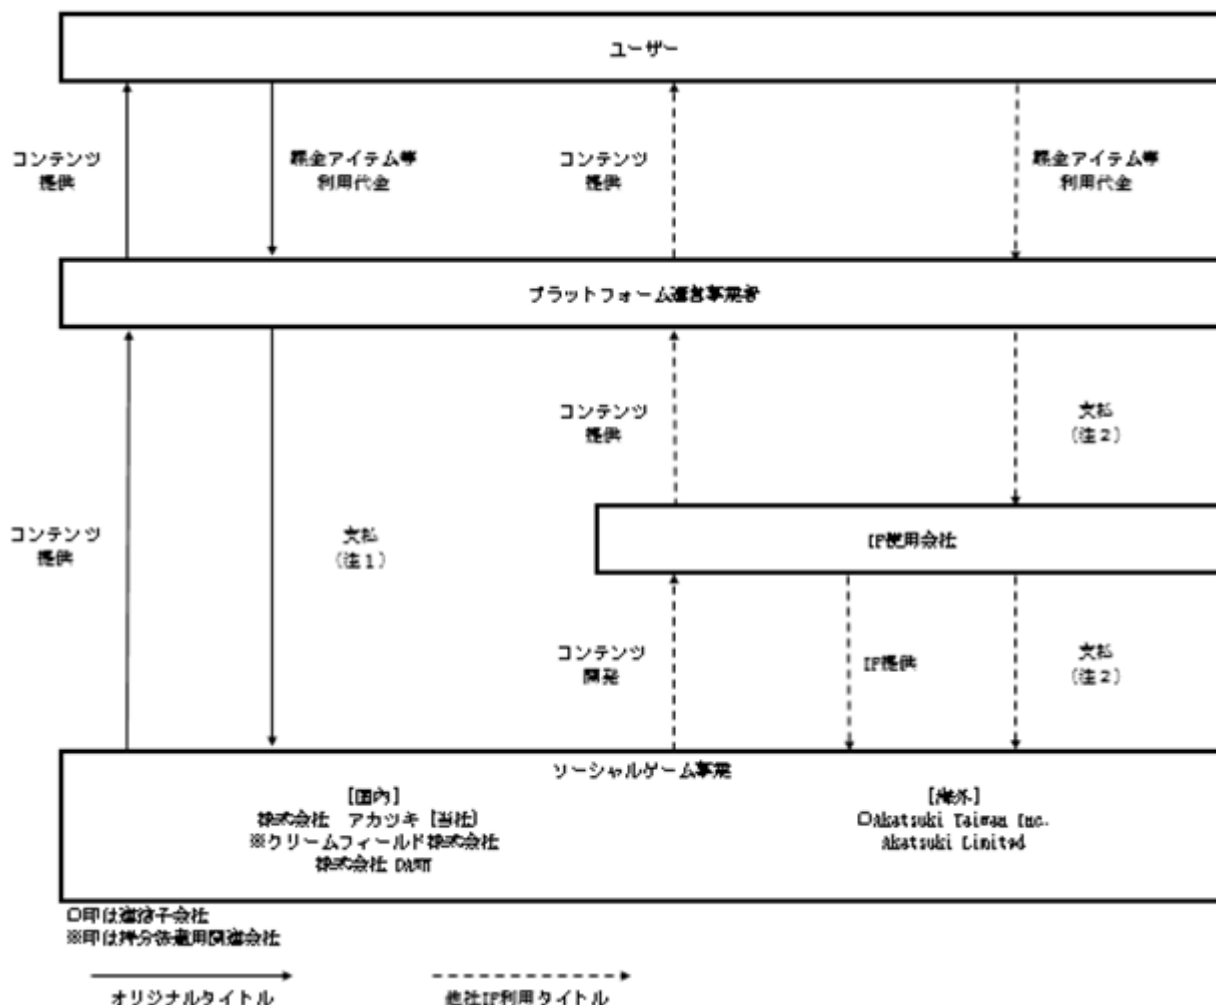 ユーザー
コンテンツ
提供
課金アイテム等
利用代金
コンテンツ
提供
課金アイテム等
利用代金
プラットフォーム運営事業者
コンテンツ
提供
支払
(注2)
コンテンツ
提供
支払
(注1)
IP使用会社
コンテンツ
開発
IP提供
支払
(注2)
ソーシャルゲーム事業
[国内]
株式会社 アカツキ [当社]
※クリームフィールド株式会社
株式会社
[海外]
○Akatsuki Taiwan Inc.
Akatsuki Limited
○印は連結子会社
※印は持分法適用関連会社
オリジナルタイトル
他社IP利用タイトル